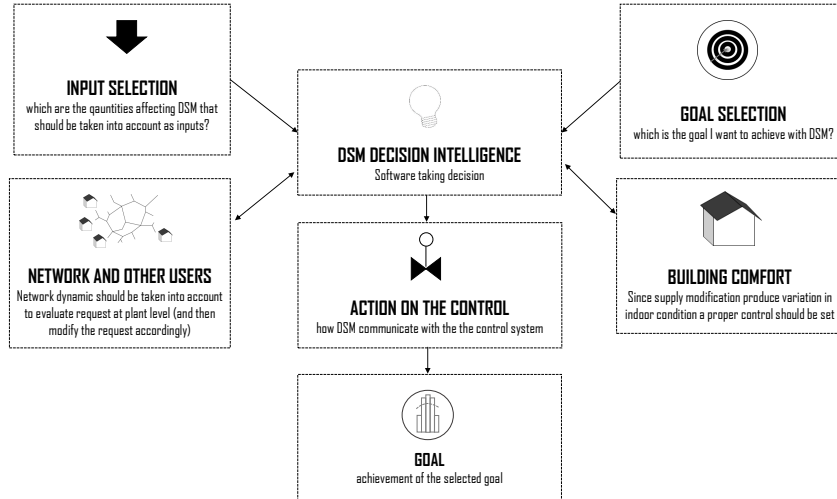 INPUT SELECTION
which are the qauntities affecting DSM that
should be taken into account as inputs?
GOAL SELECTION
which is the goal I want to achieve with DSM?
DSM DECISION INTELLIGENCE
Software taking decision
NETWORK AND OTHER USERS
Network dynamic should be taken into account
to evaluate request at plant level (and then
modify the request accordingly)
BUILDING COMFORT
Since supply modification produce variation in
indoor condition a proper control should be
set
ACTION ON THE CONTROL
how DSM communicate with the the control system
GOAL
achievement of the selected goal